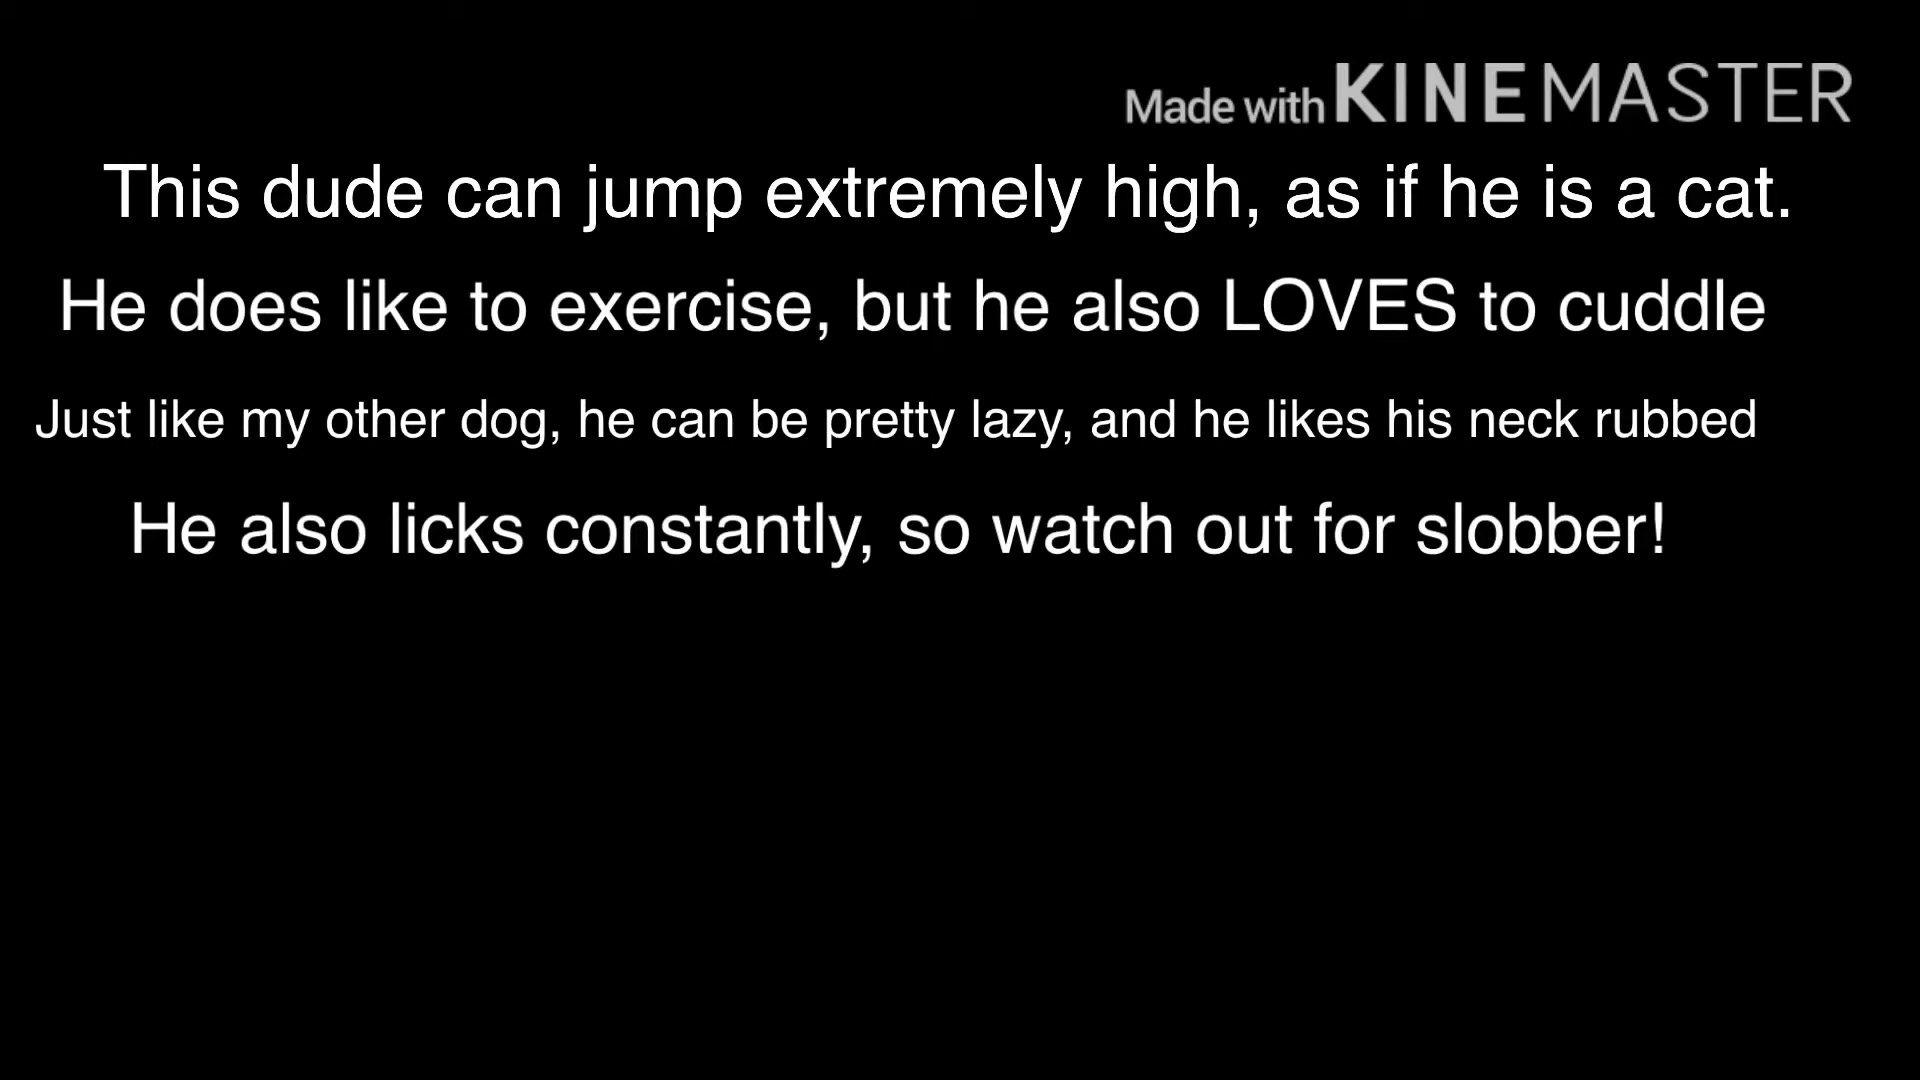 Made with KINEMASTER
This dude can jump extremely high, as if he is a cat.
He does like to exercise, but he also LOVES to cuddle
Just like my other dog, he can be pretty lazy, and he likes his neck rubbed
He also licks constantly, so watch out for slobber!